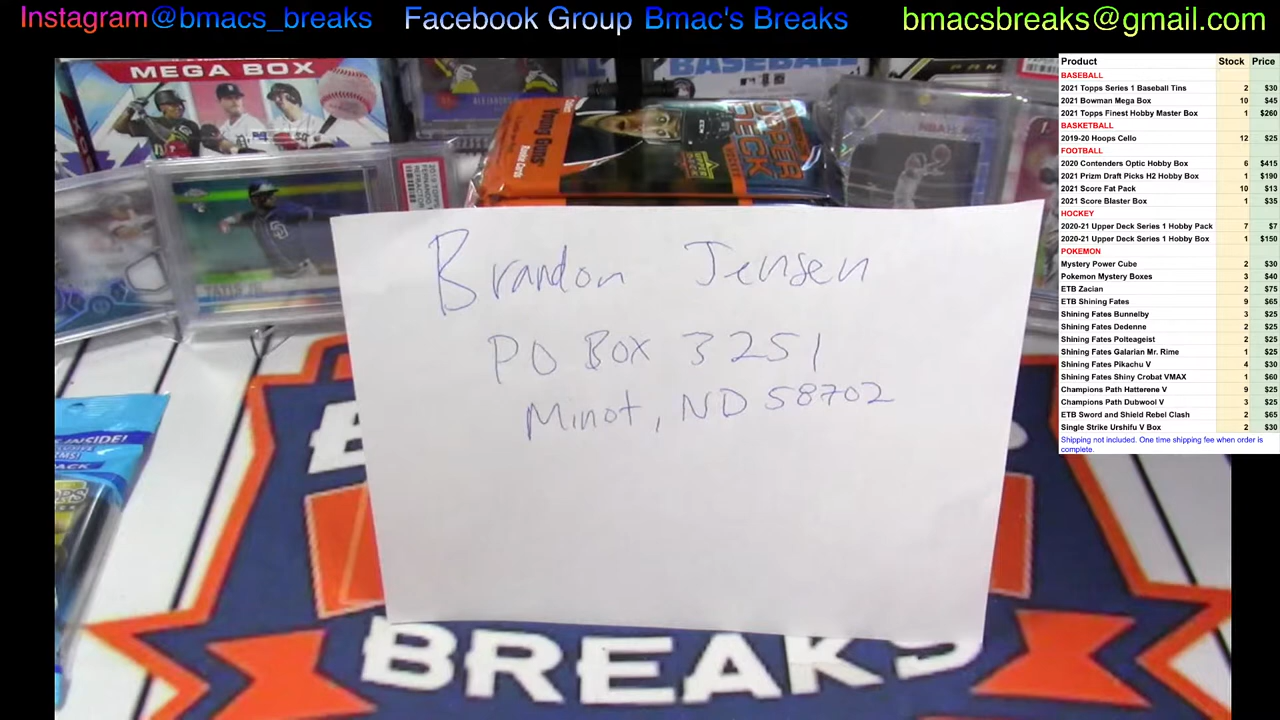 Instagram@bmacs_breaks Facebook Group Bmac's Breaks bmacsbreaks@gmail.com
MEGA BOX
BASEBALL
Young Guns
UPPER DECK
TATIS JR.
Brandon Jensen
PO Box 3251
Minot, ND 58702
INSIDE!
PACK
BREAKS
Product Stock Price
BASEBALL
2021 Topps Series 1 Baseball Tins 2 $30
2021 Bowman Mega Box 10 $45
2021 Topps Finest Hobby Master Box 1 $260
BASKETBALL
2019-20 Hoops Cello 12 $25
FOOTBALL
2020 Contenders Optic Hobby Box 6 $415
2021 Prizm Draft Picks H2 Hobby Box 1 $190
2021 Score Fat Pack 10 $13
2021 Score Blaster Box 1 $35
HOCKEY
2020-21 Upper Deck Series 1 Hobby Pack 7 $7
2020-21 Upper Deck Series 1 Hobby Box 1 $150
POKEMON
Mystery Power Cube 2 $30
Pokemon Mystery Boxes 3 $40
ETB Zacian 2 $75
ETB Shining Fates 9 $65
Shining Fates Bunnelby 3 $25
Shining Fates Dedenne 2 $25
Shining Fates Polteageist 2 $25
Shining Fates Galarian Mr. Rime 1 $25
Shining Fates Pikachu V 4 $30
Shining Fates Shiny Crobat VMAX 1 $60
Champions Path Hatterene V 9 $25
Champions Path Dubwool V 3 $25
ETB Sword and Shield Rebel Clash 2 $65
Single Strike Urshifu V Box 2 $30
Shipping not included. One time shipping fee when order is
complete.